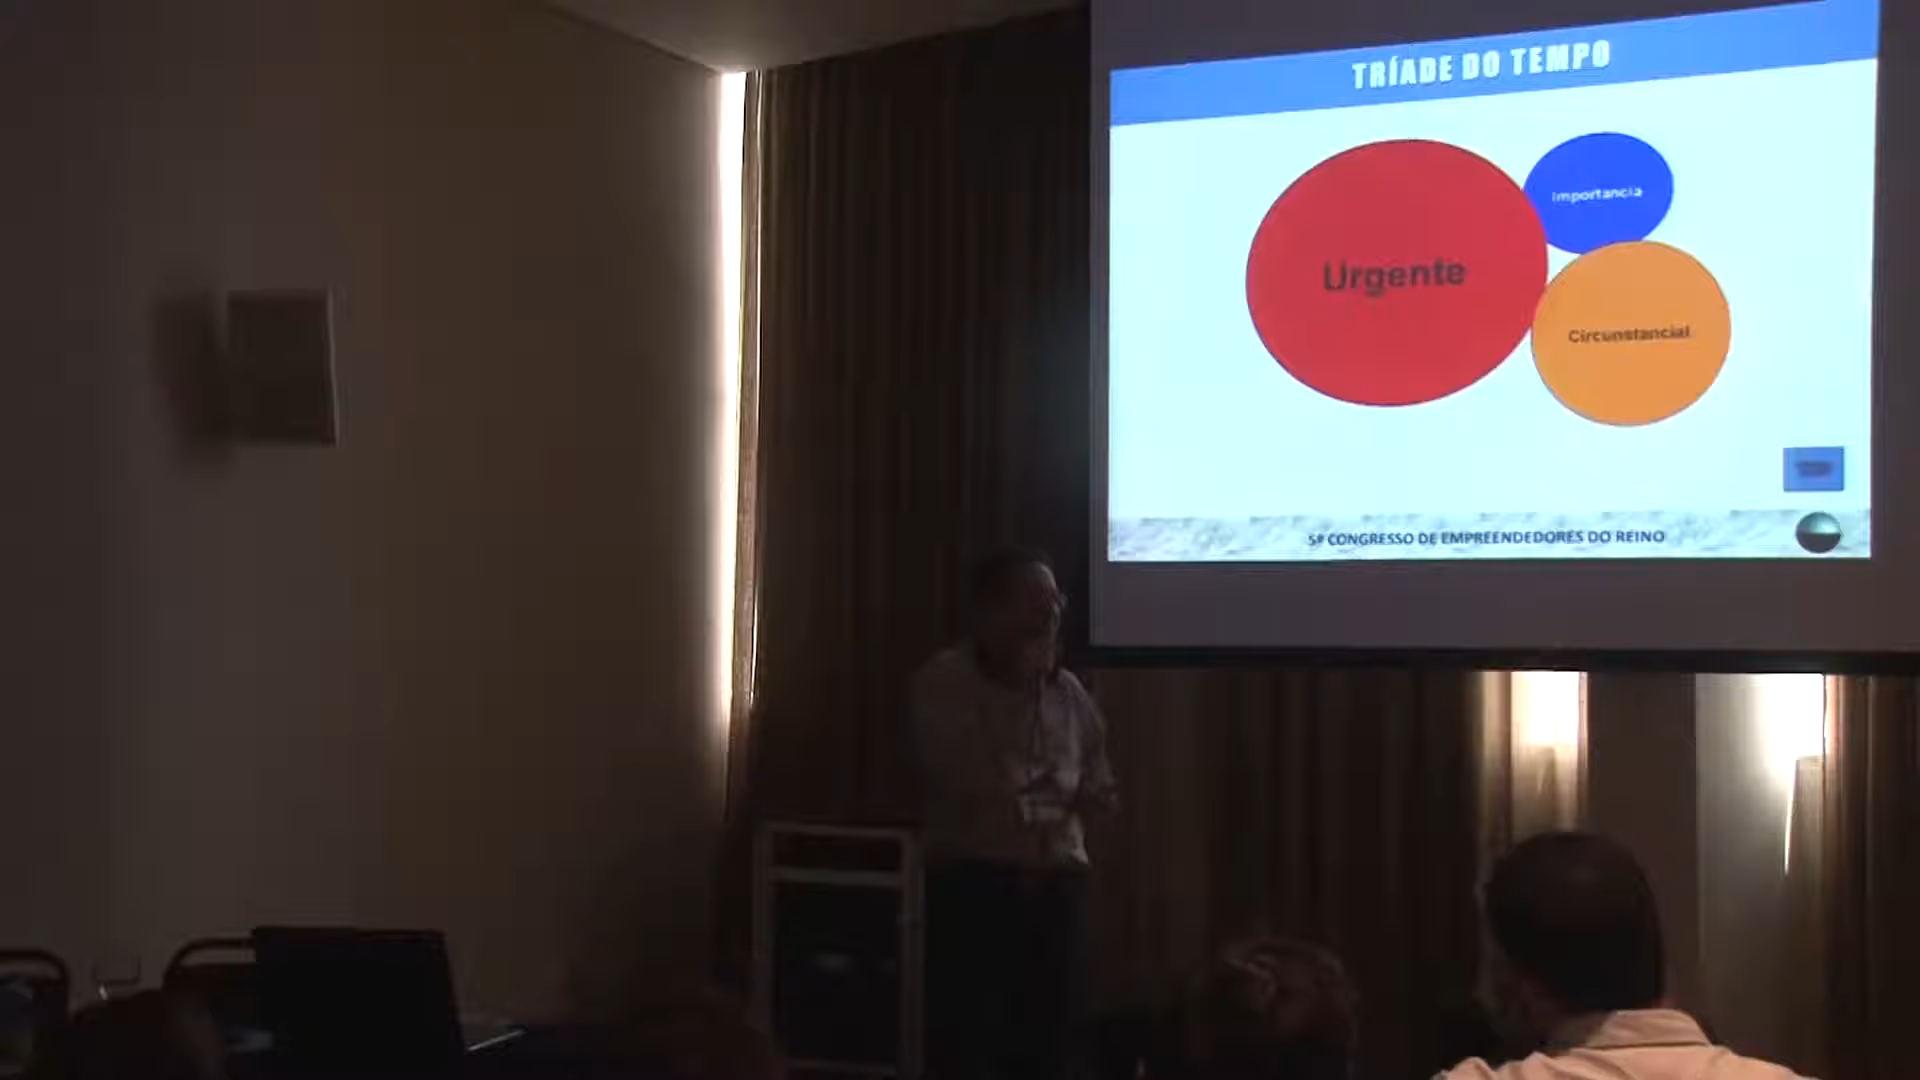 TRÍADE DO TEMPO
Importancia
Urgente
Circunstancial
5º CONGRESSO DE EMPREENDEDORES DO REINO